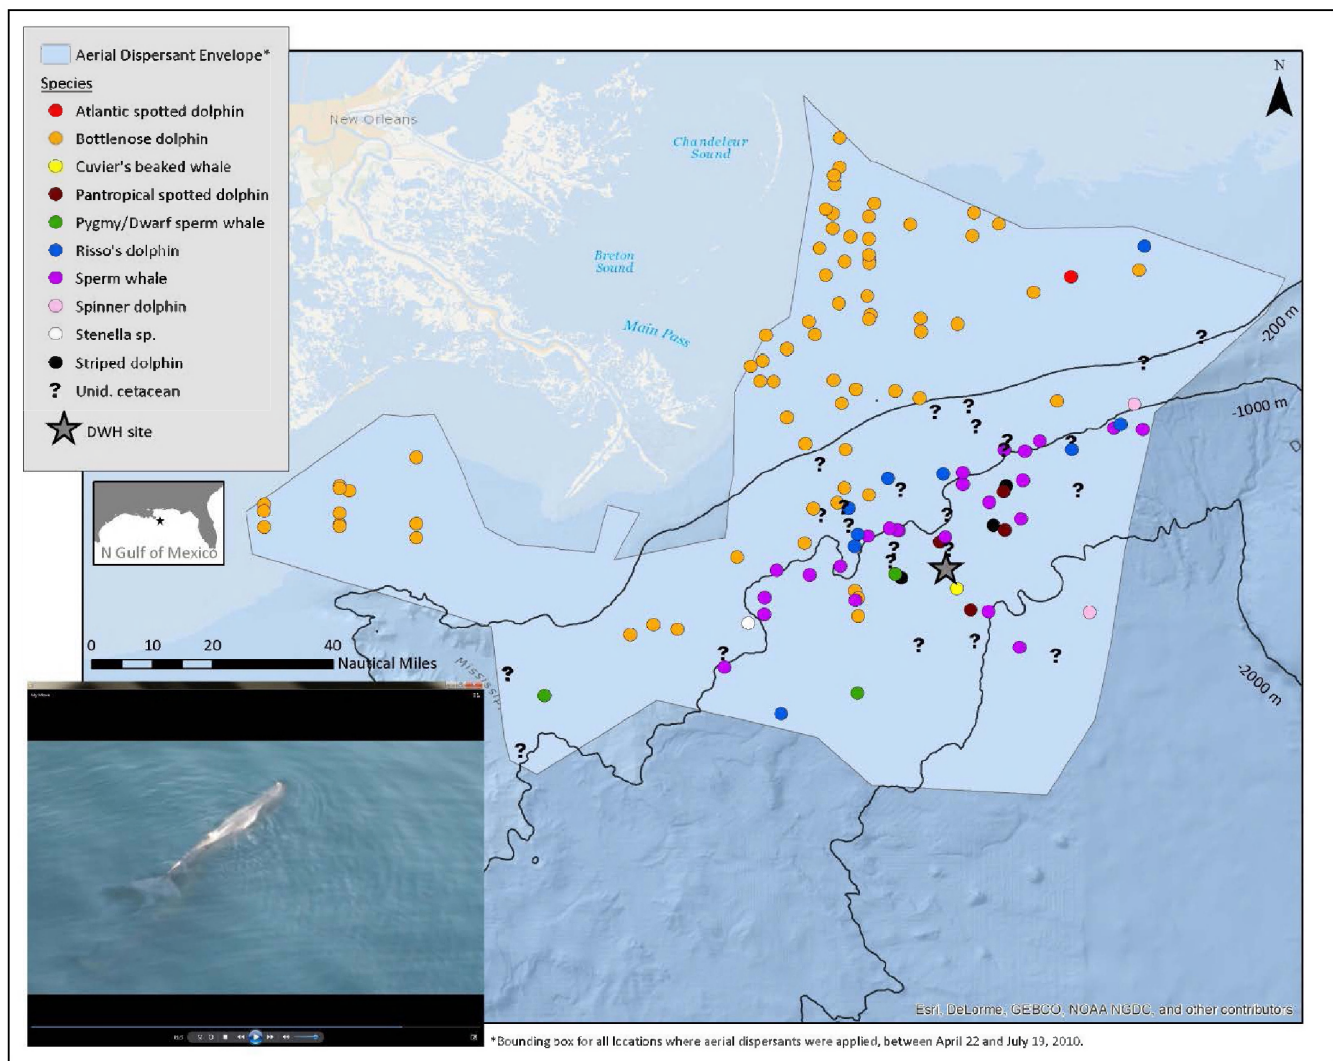 Aerial Dispersant Envelope*
Species
Atlantic spotted dolphin
Bottlenose dolphin
Cuvier's beaked whale
Pantropical spotted dolphin
Pygmy/Dwarf sperm whale
Risso's dolphin
Sperm whale
Spinner dolphin
Stenella sp.
Striped dolphin
? Unid. cetacean
DWH site
N
New Orleans
Chandeleur
Sound
Breton
Sound
Main Pass
-200 m
-1000 m
-2000 m
N Gulf of Mexico
0 10 20 40
Nautical Miles
Esri, DeLorme, GEBCO, NOAA NGDC, and other contributors
*Bounding box for all locations where aerial dispersants were applied, between April 22 and July 19, 2010.